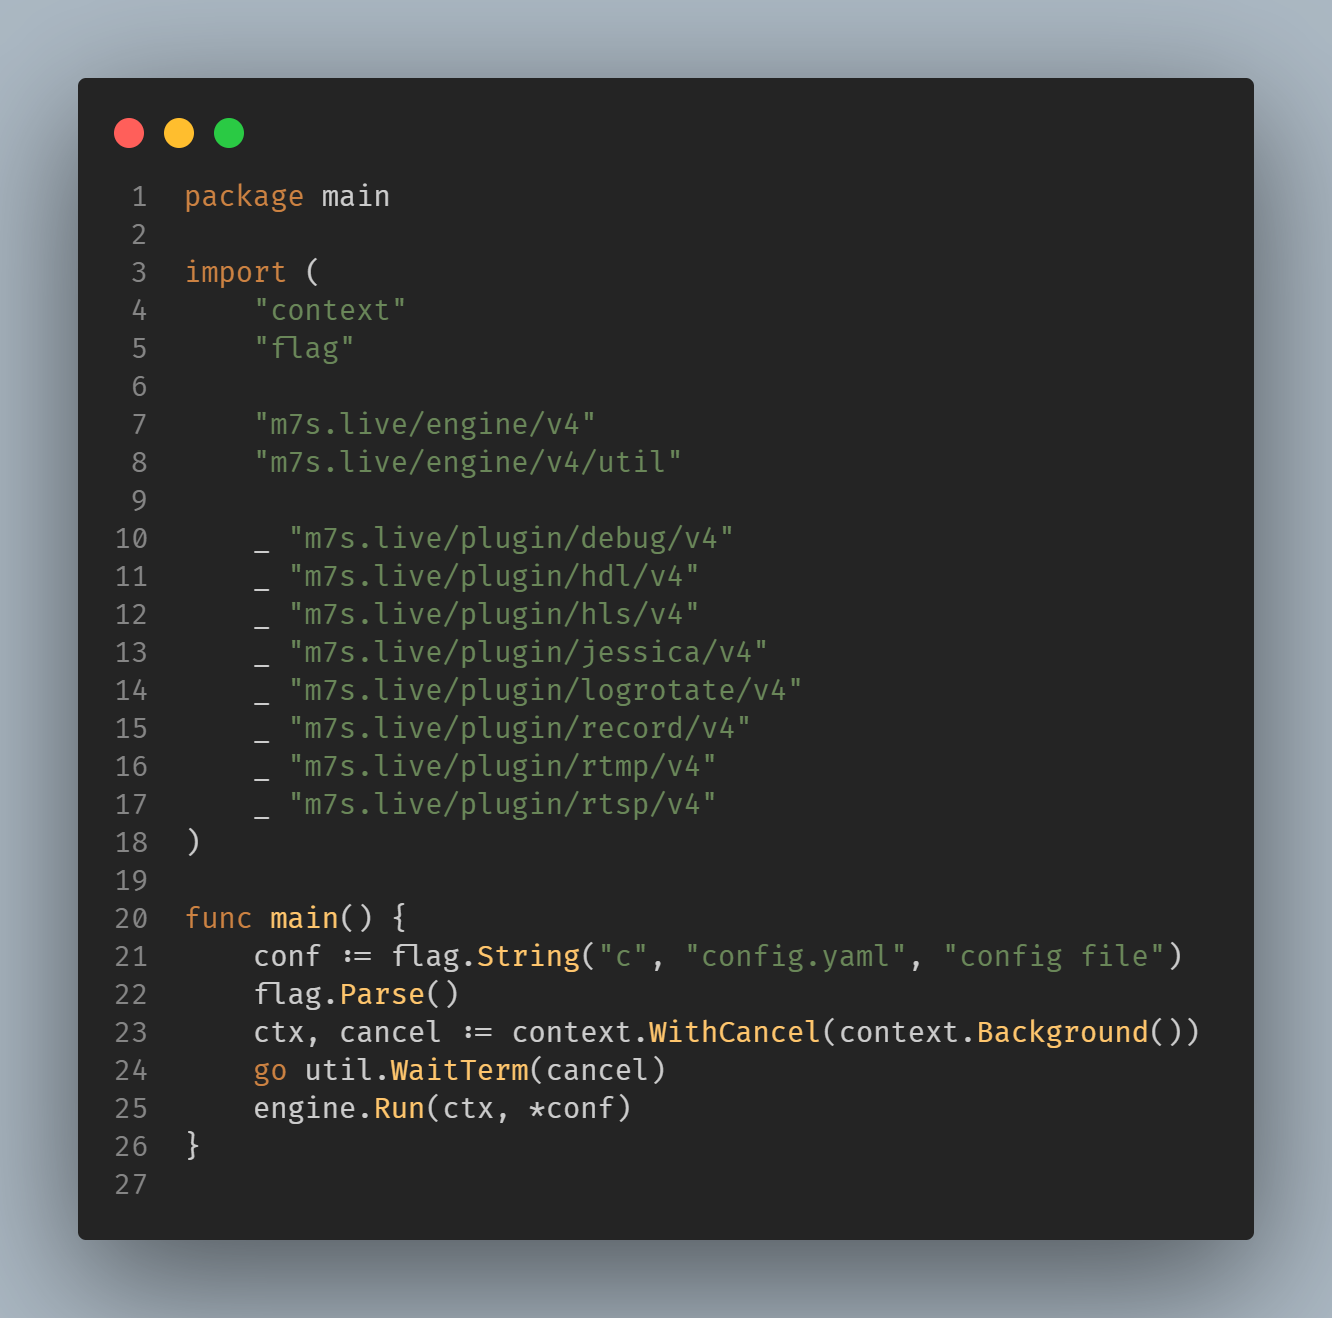 1 package main
2
3 import (
4     "context"
5     "flag"
6
7     "m7s.live/engine/v4"
8     "m7s.live/engine/v4/util"
9
10     _ "m7s.live/plugin/debug/v4"
11     _ "m7s.live/plugin/hdl/v4"
12     _ "m7s.live/plugin/hls/v4"
13     _ "m7s.live/plugin/jessica/v4"
14     _ "m7s.live/plugin/logrotate/v4"
15     _ "m7s.live/plugin/record/v4"
16     _ "m7s.live/plugin/rtmp/v4"
17     _ "m7s.live/plugin/rtsp/v4"
18 )
19
20 func main() {
21     conf := flag.String("c", "config.yaml", "config file")
22     flag.Parse()
23     ctx, cancel := context.WithCancel(context.Background())
24     go util.WaitTerm(cancel)
25     engine.Run(ctx, *conf)
26 }
27